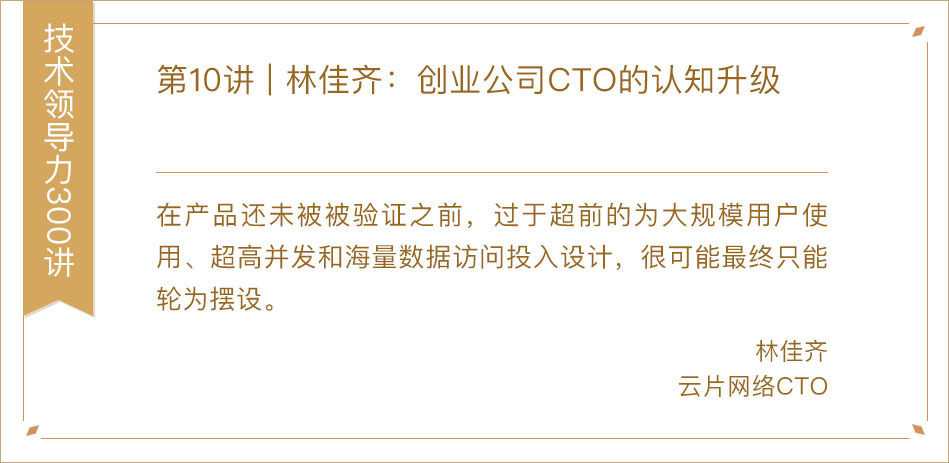 技术领导力300讲
第10讲 | 林佳齐：创业公司CTO的认知升级
在产品还未被被验证之前，过于超前的为大规模用户使
用、超高并发和海量数据访问投入设计，很可能最终只能
轮为摆设。
林佳齐
云片网络CTO